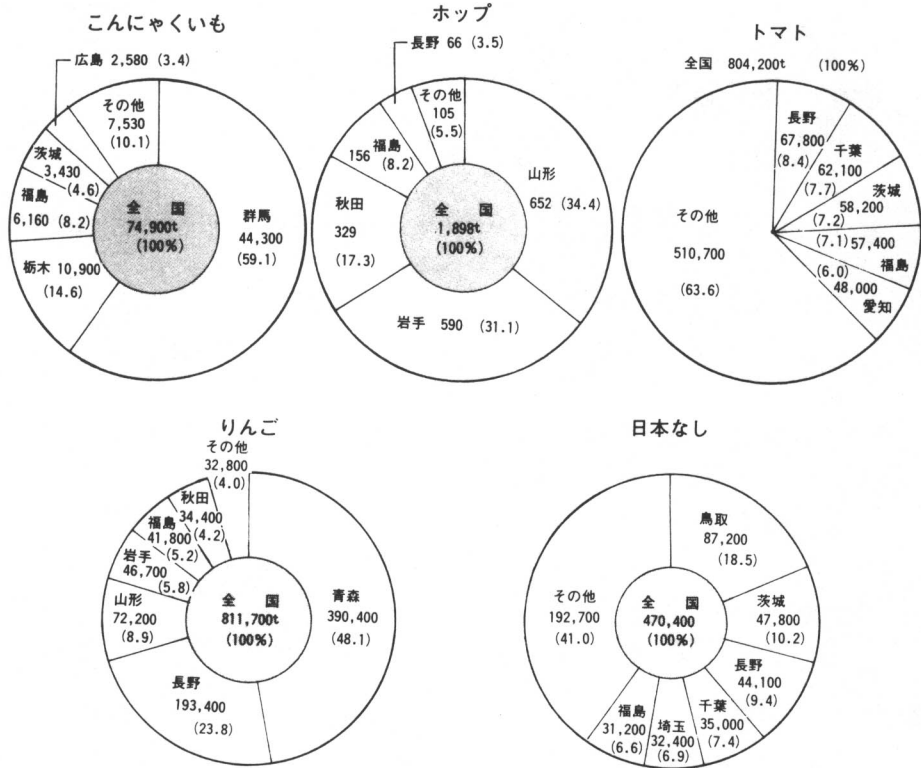 こんにゃくいも
広島 2,580 (3.4)
その他
7,530
(10.1)
茨城
3,430
(4.6)
福島
6,160 (8.2)
栃木 10,900
(14.6)
全国
74,900t
(100%)
群馬
44,300
(59.1)
ホップ
長野 66 (3.5)
その他
105
(5.5)
福島
156 (8.2)
秋田
329
(17.3)
全国
1,898t
(100%)
山形
652 (34.4)
岩手 590 (31.1)
トマト
全国 804,200t (100%)
長野
67,800
(8.4)
千葉
62,100
(7.7)
茨城
58,200
(7.2)
(7.1) 57,400
福島
(6.0)
48,000
愛知
その他
510,700
(63.6)
りんご
その他
32,800
(4.0)
秋田
34,400
(4.2)
福島
41,800
(5.2)
岩手
46,700
(5.8)
山形
72,200
(8.9)
全国
811,700t
(100%)
青森
390,400
(48.1)
長野
193,400
(23.8)
日本なし
鳥取
87,200
(18.5)
その他
192,700
(41.0)
全国
470,400
(100%)
茨城
47,800
(10.2)
長野
44,100
(9.4)
千葉
35,000
(7.4)
埼玉
32,400
(6.9)
福島
31,200
(6.6)